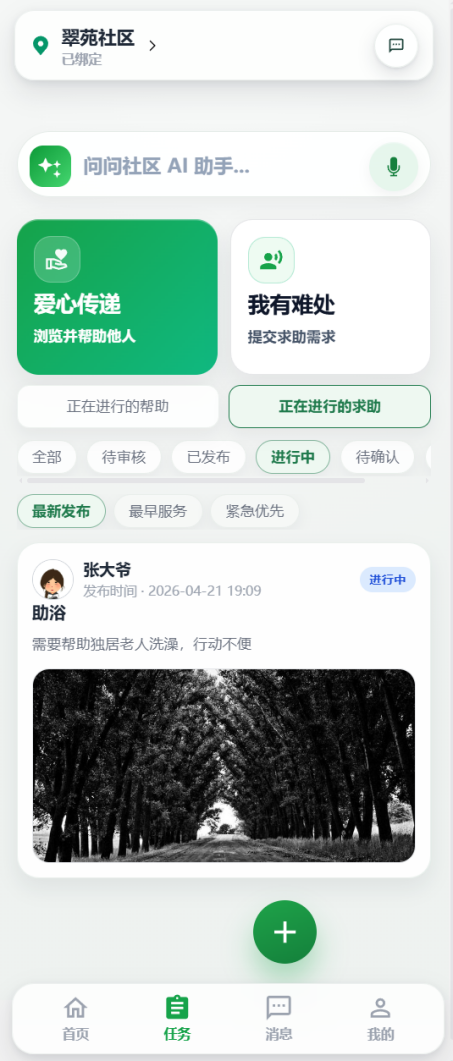 翠苑社区
已绑定
问问社区 AI 助手...
爱心传递
浏览并帮助他人
我有难处
提交求助需求
正在进行的帮助
正在进行的求助
全部
待审核
已发布
进行中
待确认
最新发布
最早服务
紧急优先
张大爷
发布时间 · 2026-04-21 19:09
进行中
助浴
需要帮助独居老人洗澡，行动不便
首页
任务
消息
我的